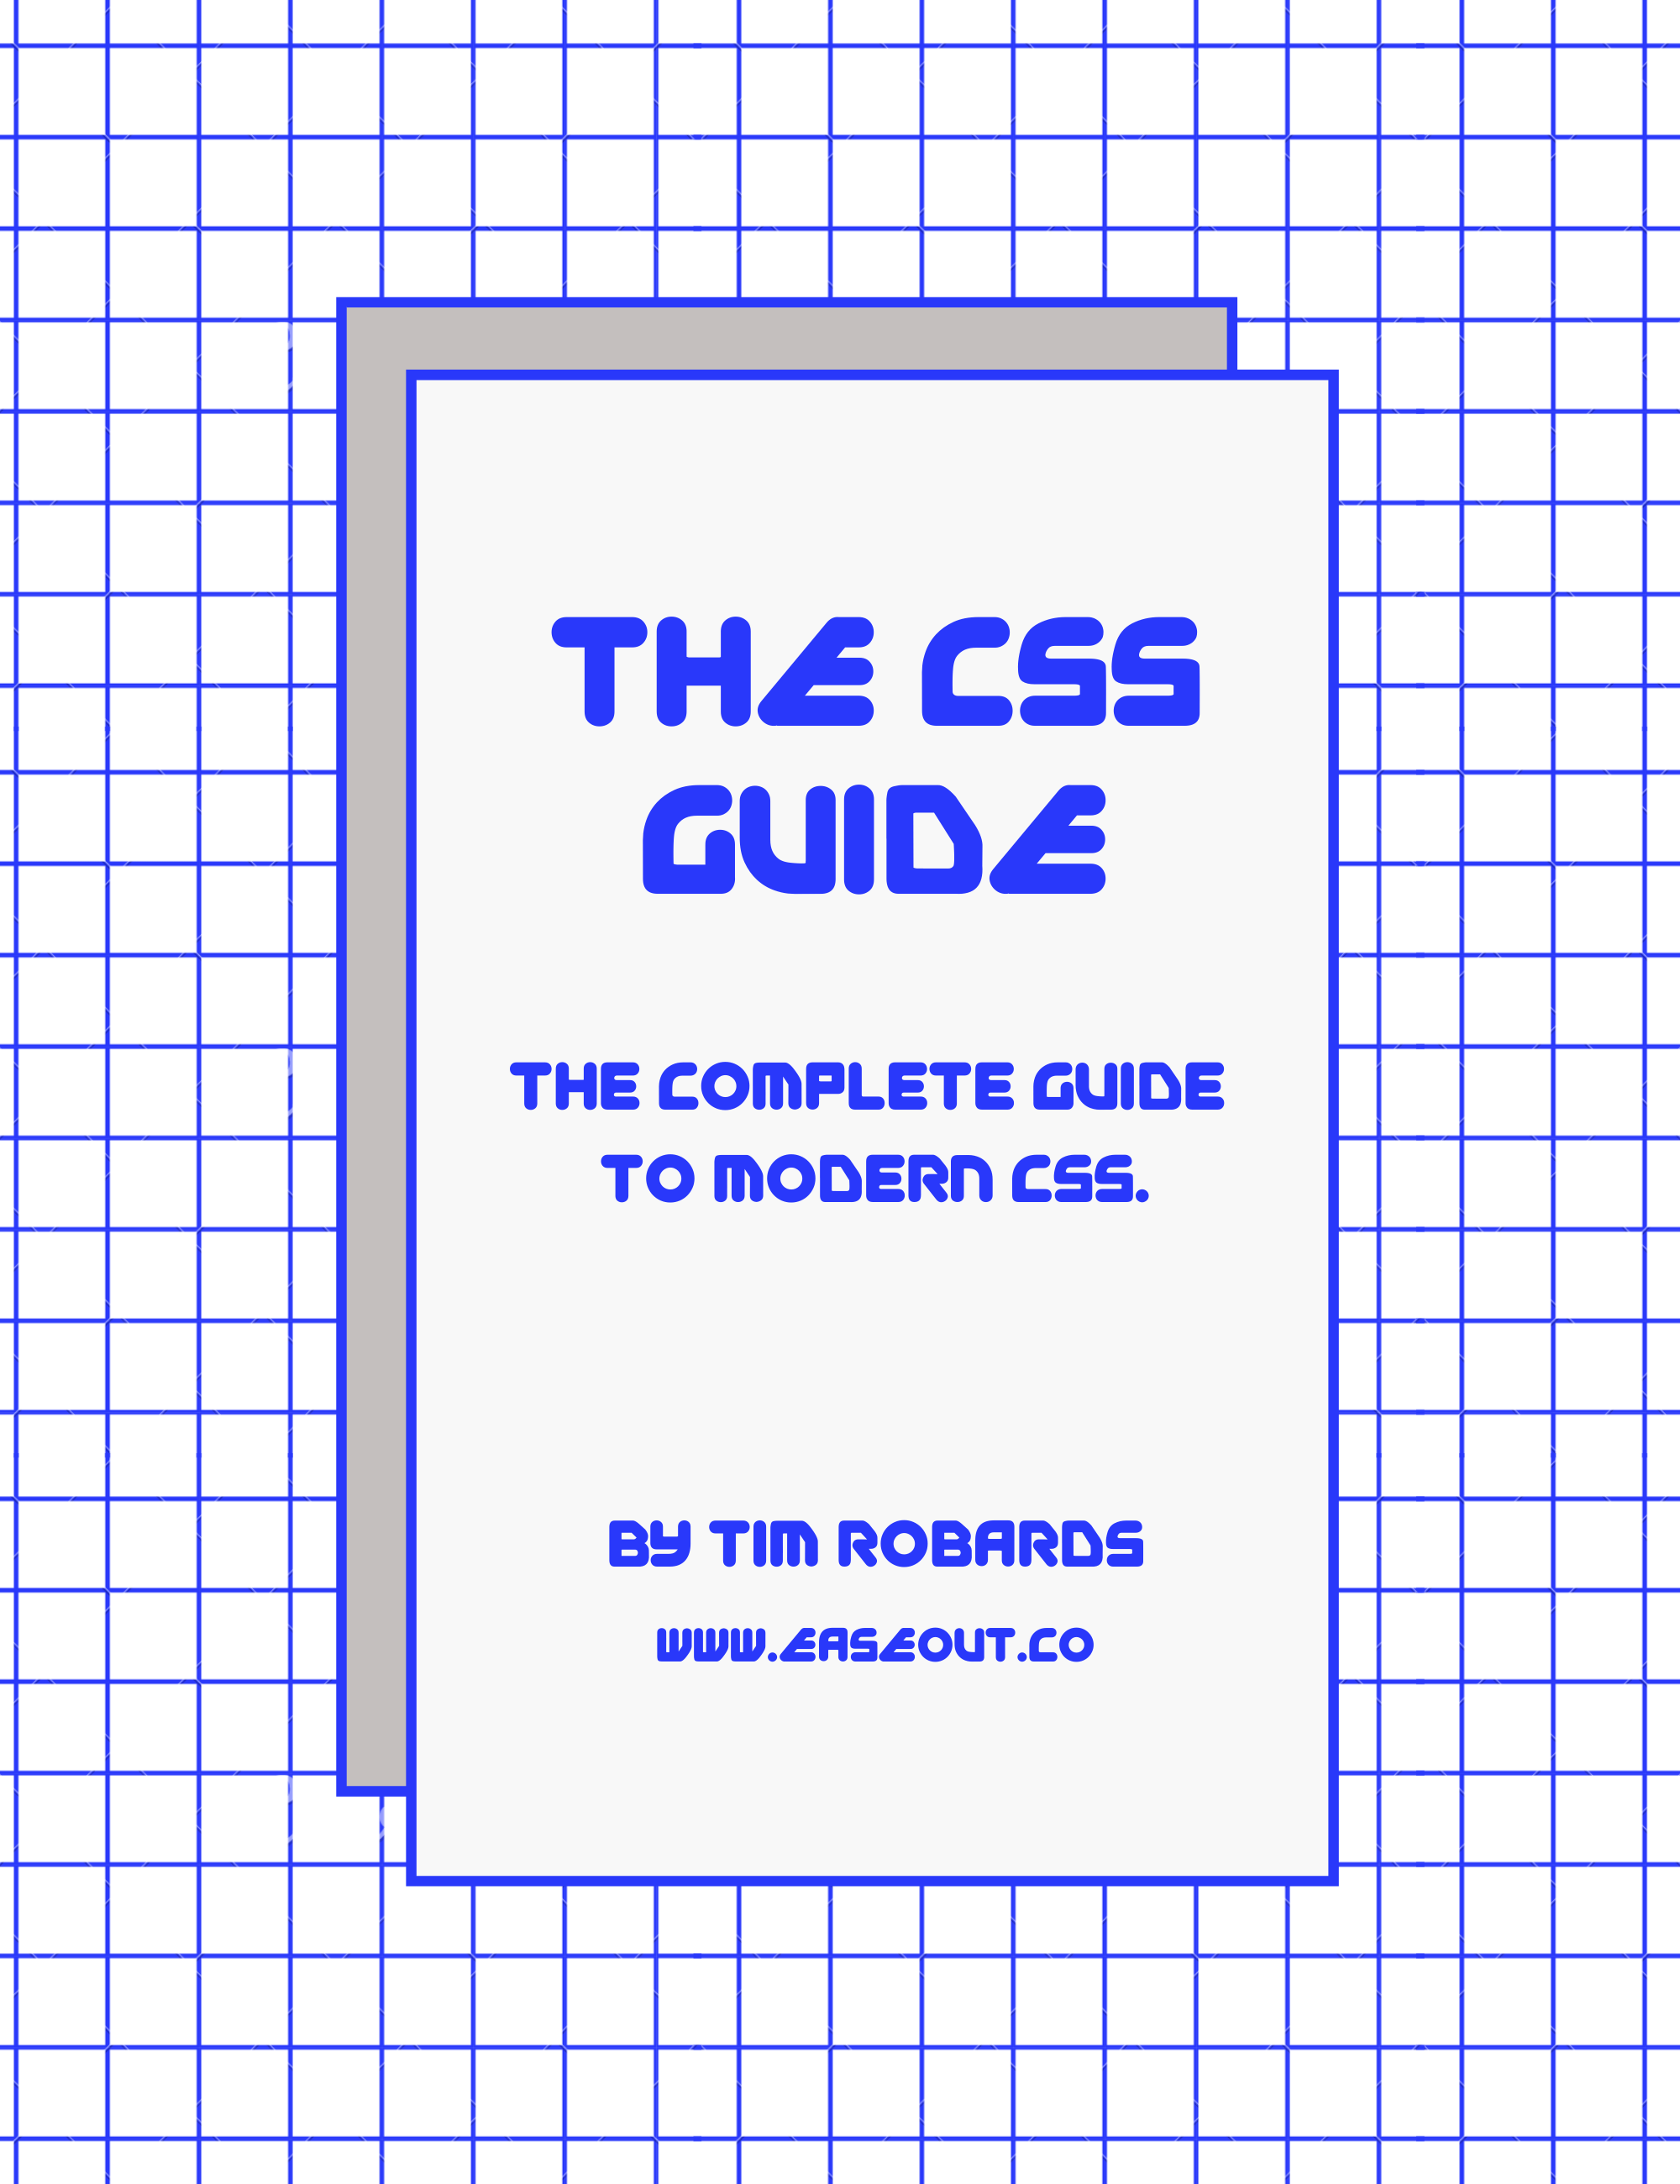 THE CSS
GUIDE
THE COMPLETE GUIDE
TO MODERN CSS.
BY TIM ROBARDS
WWW.EASEOUT.CO